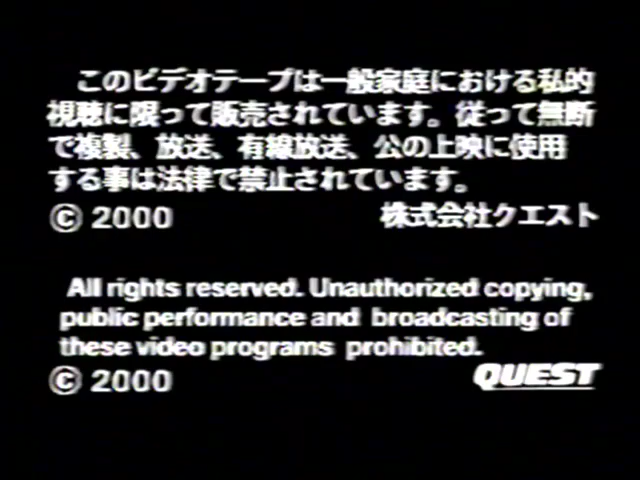 このビデオテープは一般家庭における私的
視聴に限って販売されています。従って無断
で複製、放送、有線放送、公の上映に使用
する事は法律で禁止されています。
© 2000 株式会社クエスト
All rights reserved. Unauthorized copying,
public performance and broadcasting of
these video programs prohibited.
© 2000 QUEST